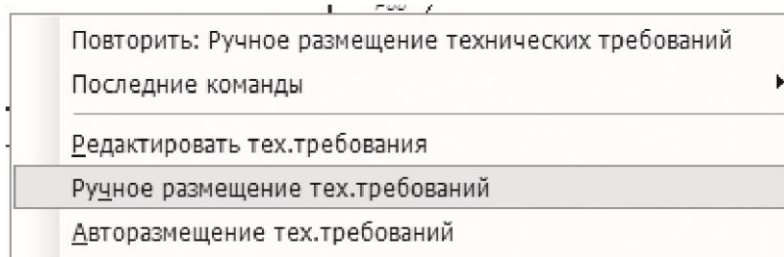 Повторить: Ручное размещение технических требований
Последние команды
Редактировать тех.требования
Ручное размещение тех.требований
Авторазмещение тех.требований